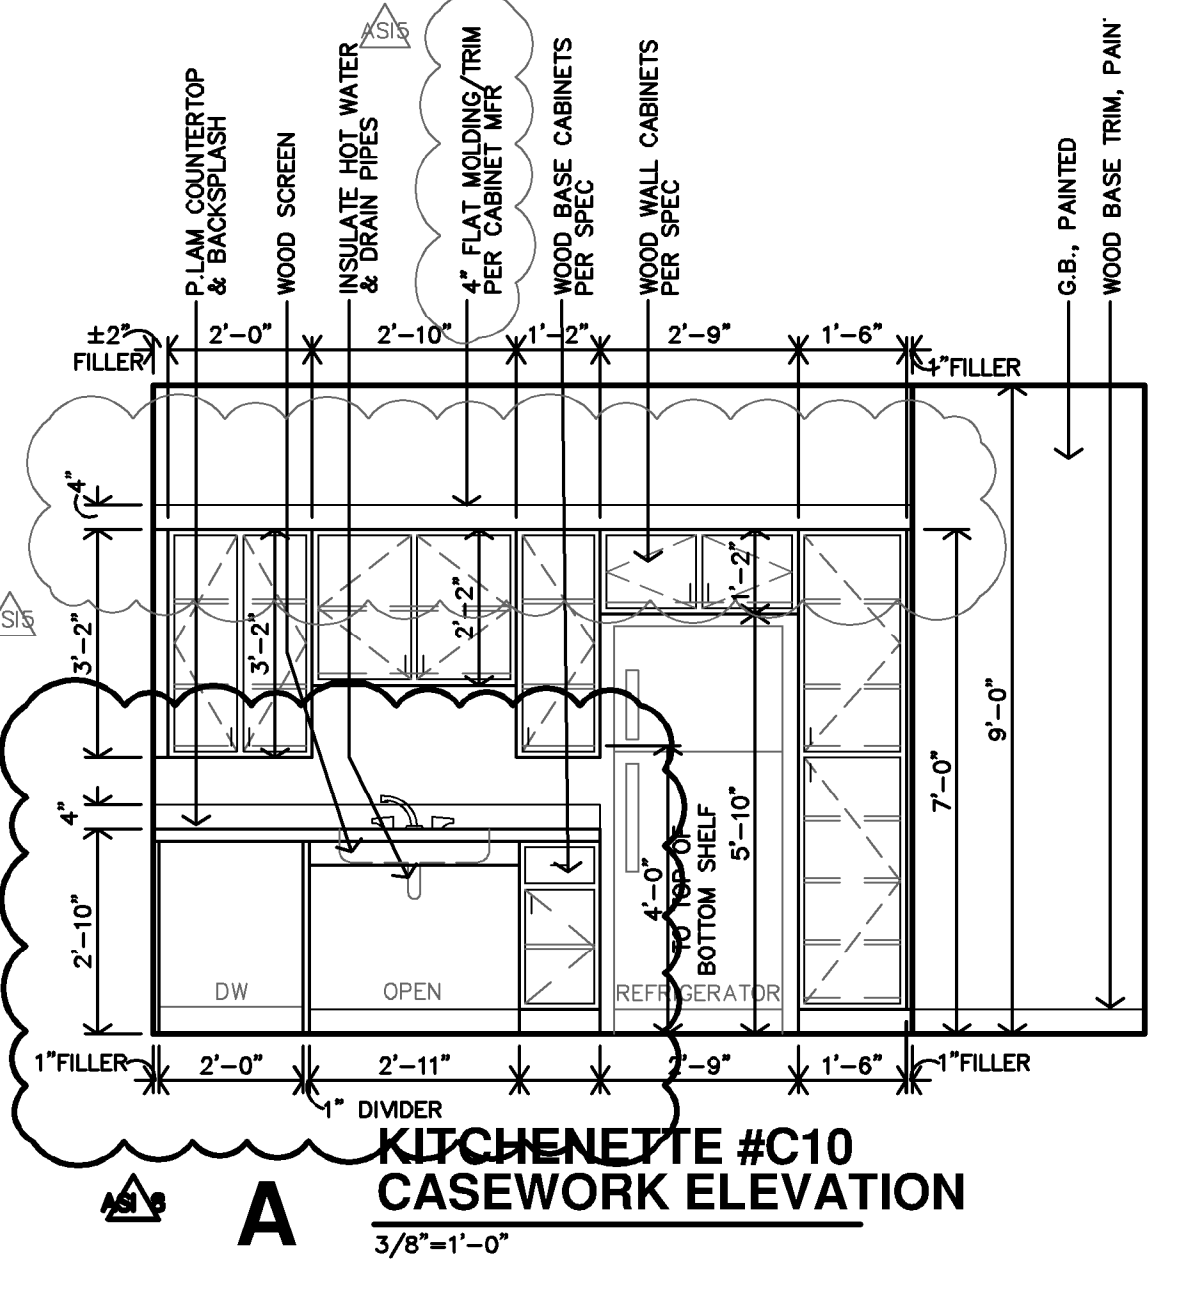 ASI5
P.LAM COUNTERTOP
& BACKSPLASH
WOOD SCREEN
INSULATE HOT WATER
& DRAIN PIPES
4" FLAT MOLDING/TRIM
PER CABINET MFR
WOOD BASE CABINETS
PER SPEC
WOOD WALL CABINETS
PER SPEC
G.B., PAINTED
WOOD BASE TRIM, PAIN
±2"
FILLER
2'-0"
2'-10"
1'-2"
2'-9"
1'-6"
1"FILLER
4"
3'-2"
3'-2"
2'-2"
1'-2"
ASI5
4"
2'-10"
4'-0"
TO TOP OF
BOTTOM SHELF
5'-10"
7'-0"
9'-0"
DW
OPEN
REFRIGERATOR
1"FILLER
2'-0"
2'-11"
2'-9"
1'-6"
1"FILLER
1" DIVIDER
KITCHENETTE #C10
CASEWORK ELEVATION
A
3/8"=1'-0"